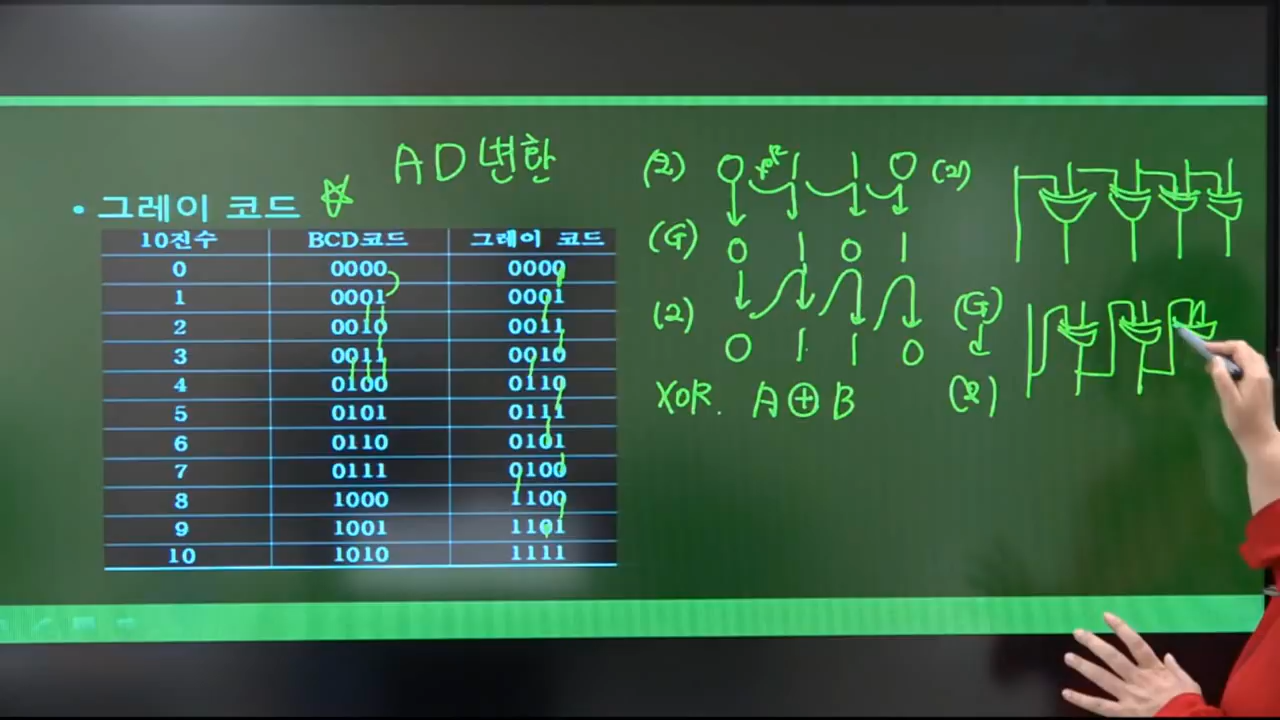 AD변환
• 그레이 코드 ☆
10진수 BCD코드 그레이 코드
0 0000 0000
1 0001 0001
2 0010 0011
3 0011 0010
4 0100 0110
5 0101 0111
6 0110 0101
7 0111 0100
8 1000 1100
9 1001 1101
10 1010 1111
(2) 0 XOR 1 1 0 (2)
(G) 0 1 0 1
(2) 0 1 1 0
XOR. A ⊕ B
(G)
↓
(2)